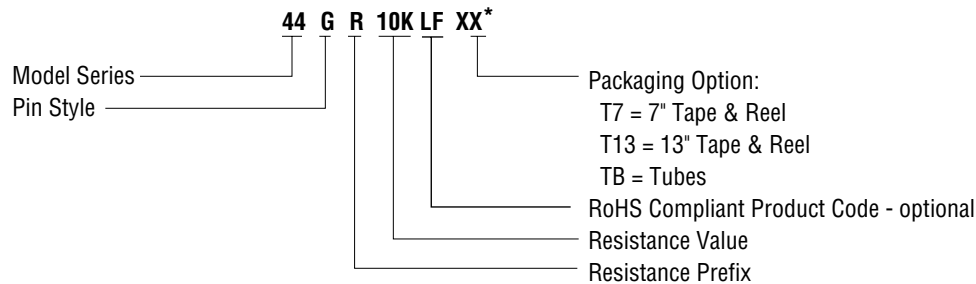 44 G R 10K LF XX*
Model Series
Pin Style
Packaging Option:
T7 = 7" Tape & Reel
T13 = 13" Tape & Reel
TB = Tubes
RoHS Compliant Product Code - optional
Resistance Value
Resistance Prefix